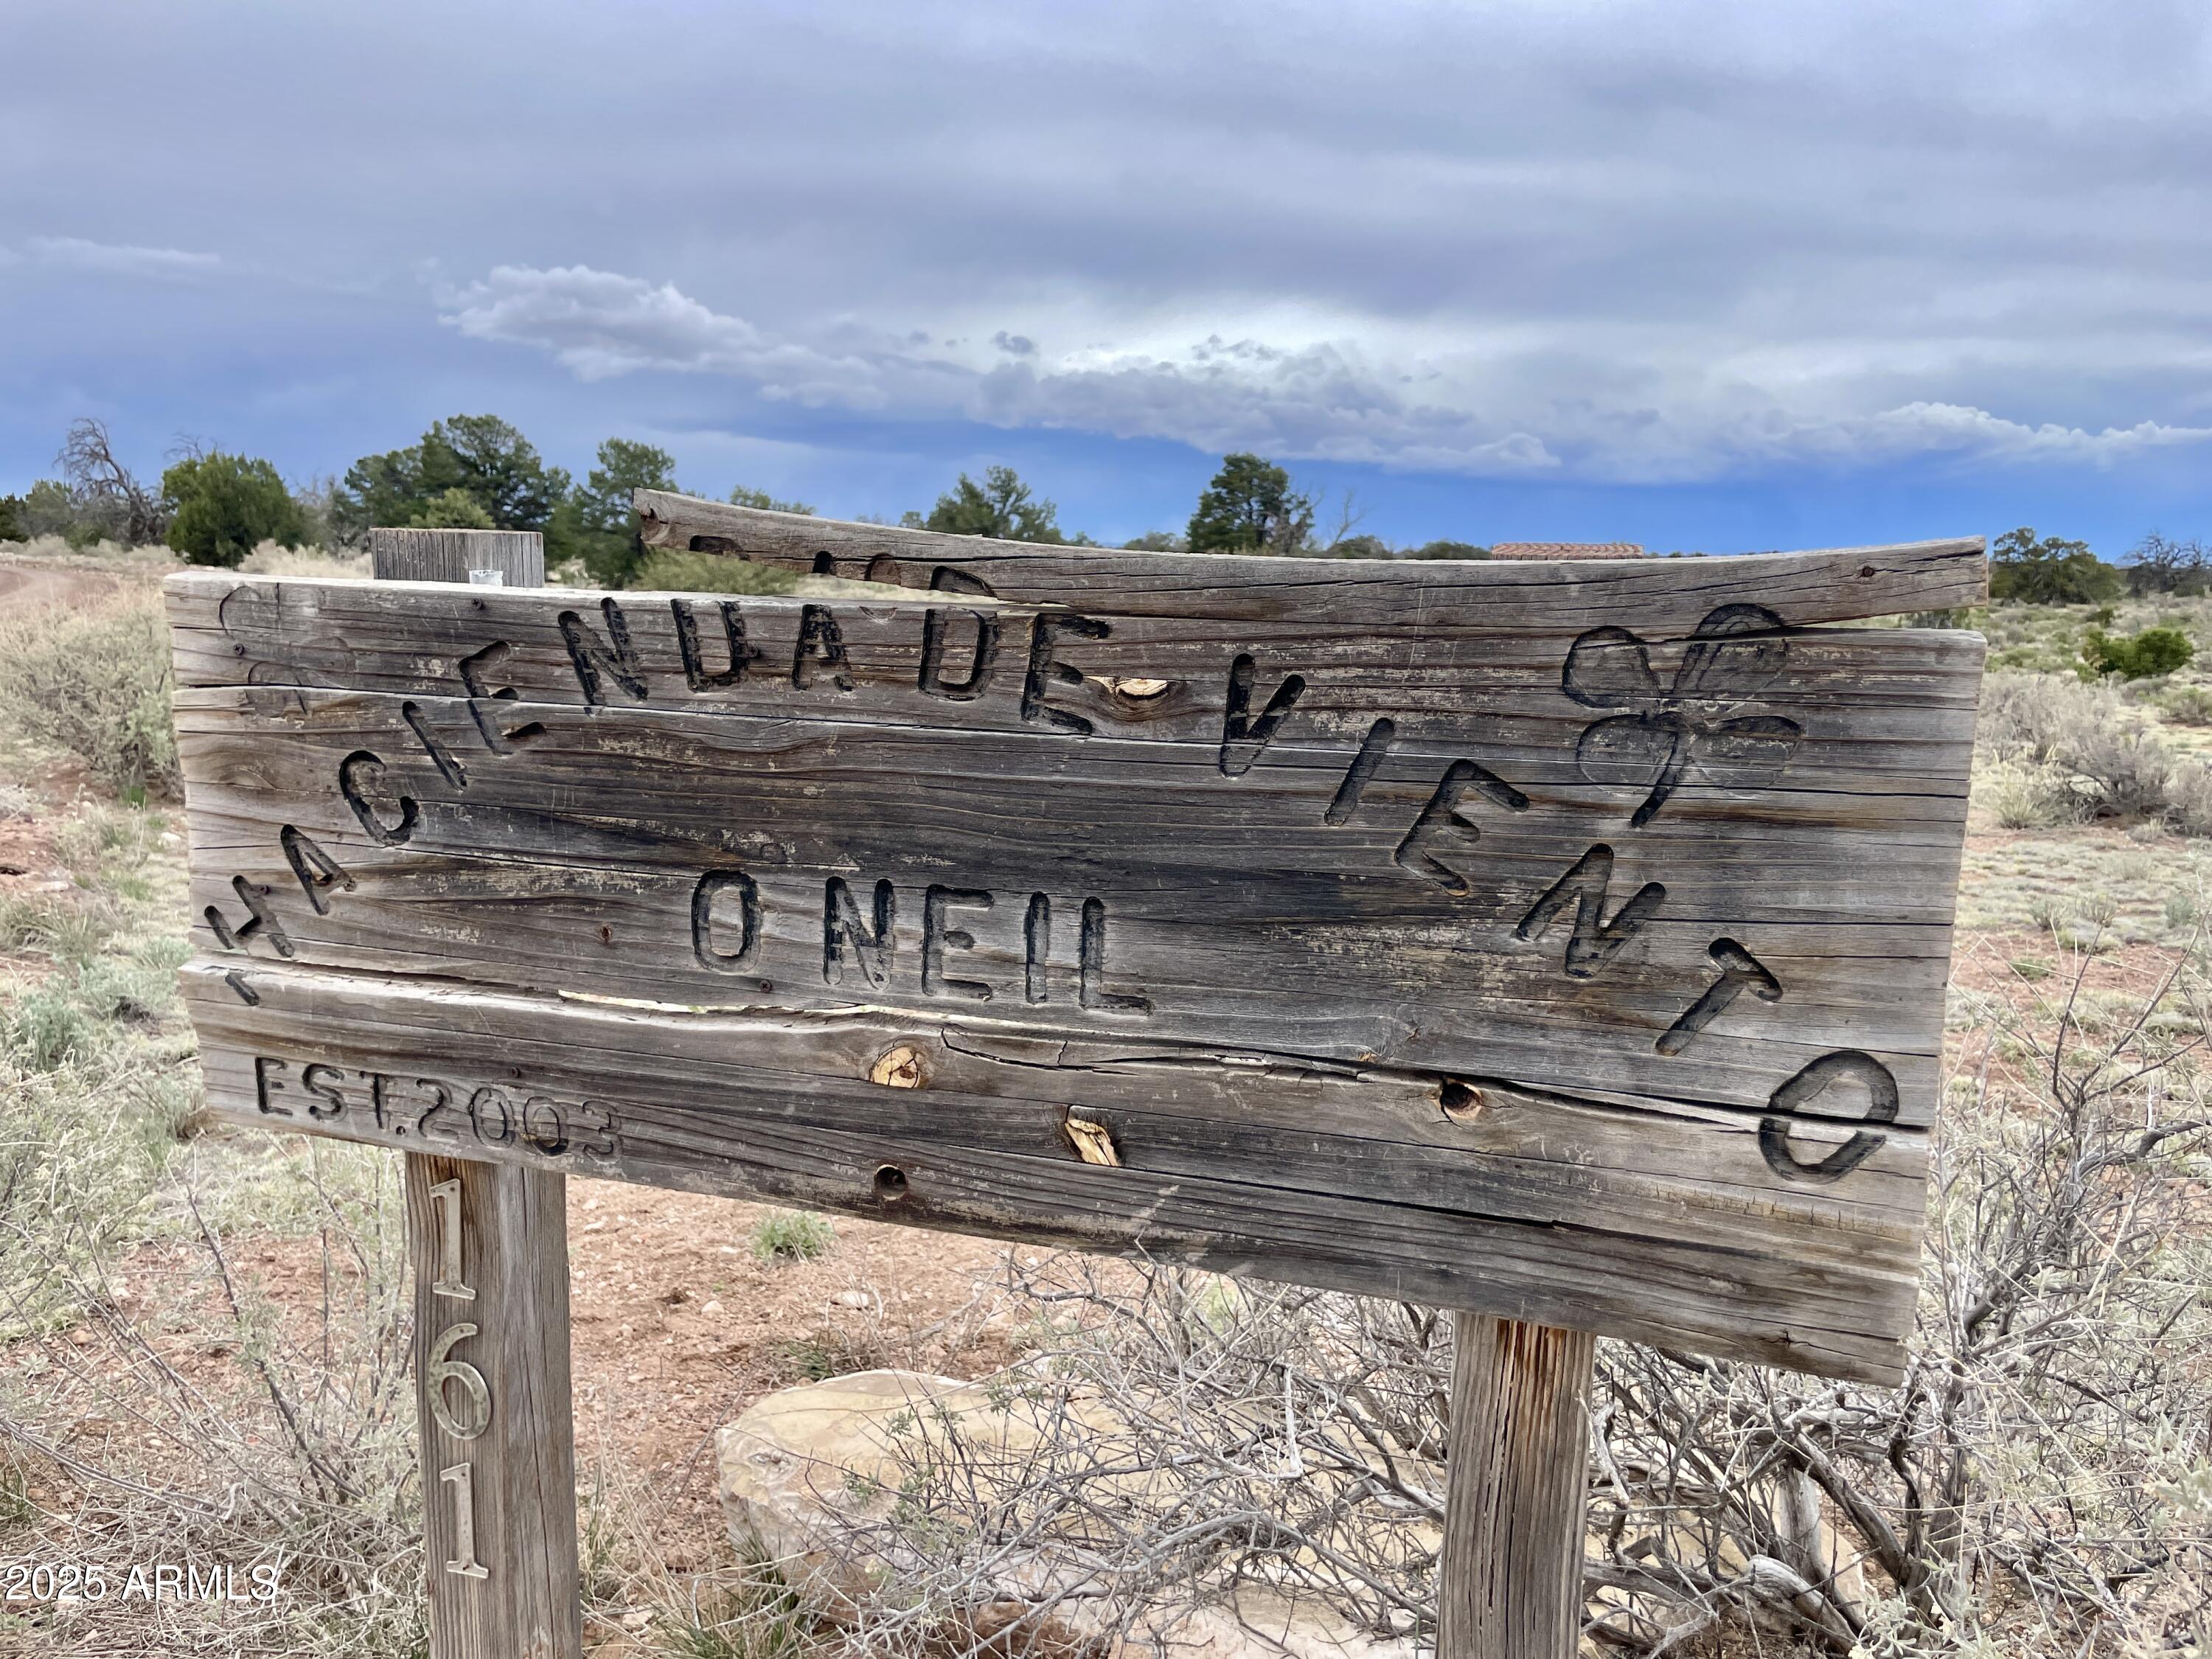 HACIENDA DE VIENTO
O NEIL
EST. 2003
161
2025 ARMLS